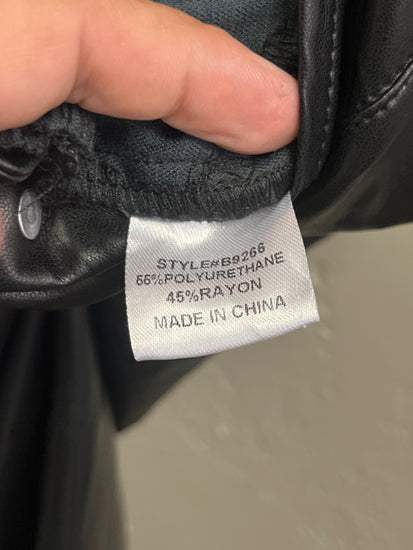 STYLE#B9266
55%POLYURETHANE
45%RAYON
MADE IN CHINA